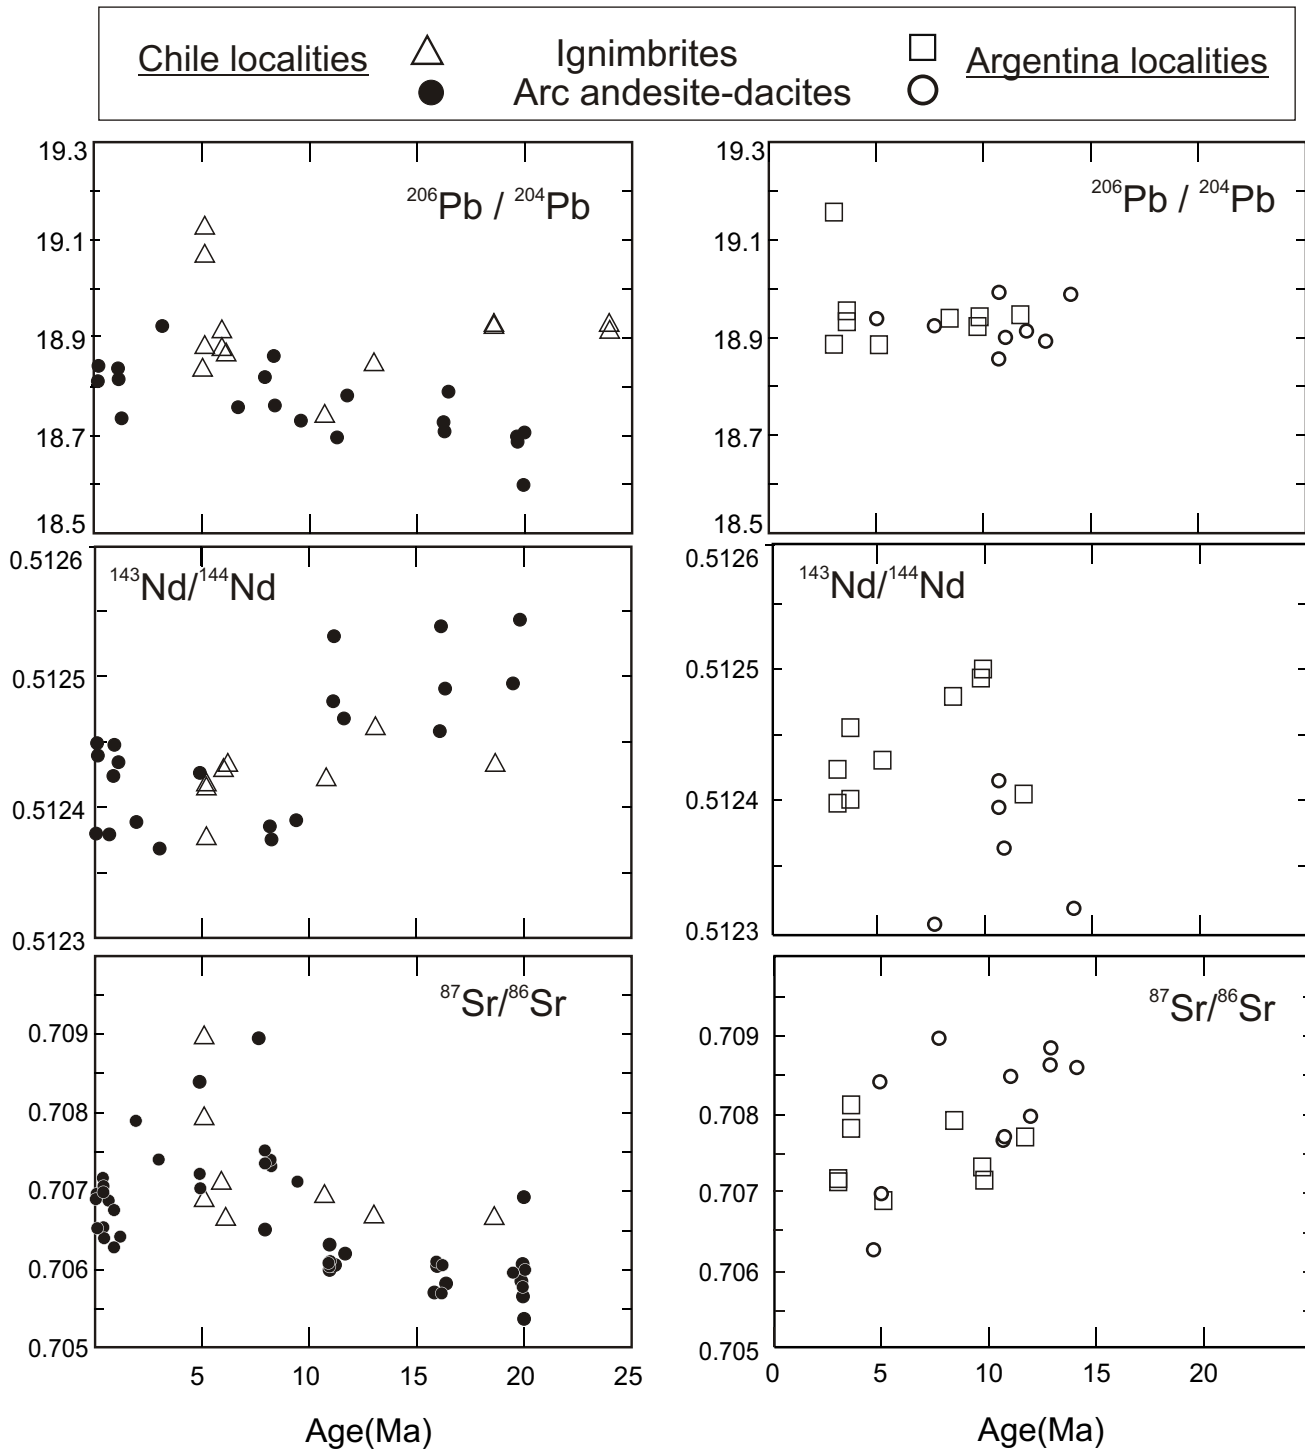 Chile localities Ignimbrites Argentina localities
Arc andesite-dacites
19.3
19.1
18.9
18.7
18.5
²⁰⁶Pb / ²⁰⁴Pb
19.3
19.1
18.9
18.7
18.5
²⁰⁶Pb / ²⁰⁴Pb
0.5126
0.5125
0.5124
0.5123
¹⁴³Nd/¹⁴⁴Nd
0.5126
0.5125
0.5124
0.5123
¹⁴³Nd/¹⁴⁴Nd
0.709
0.708
0.707
0.706
0.705
⁸⁷Sr/⁸⁶Sr
5 10 15 20 25
Age(Ma)
0.709
0.708
0.707
0.706
0.705
⁸⁷Sr/⁸⁶Sr
0 5 10 15 20
Age(Ma)